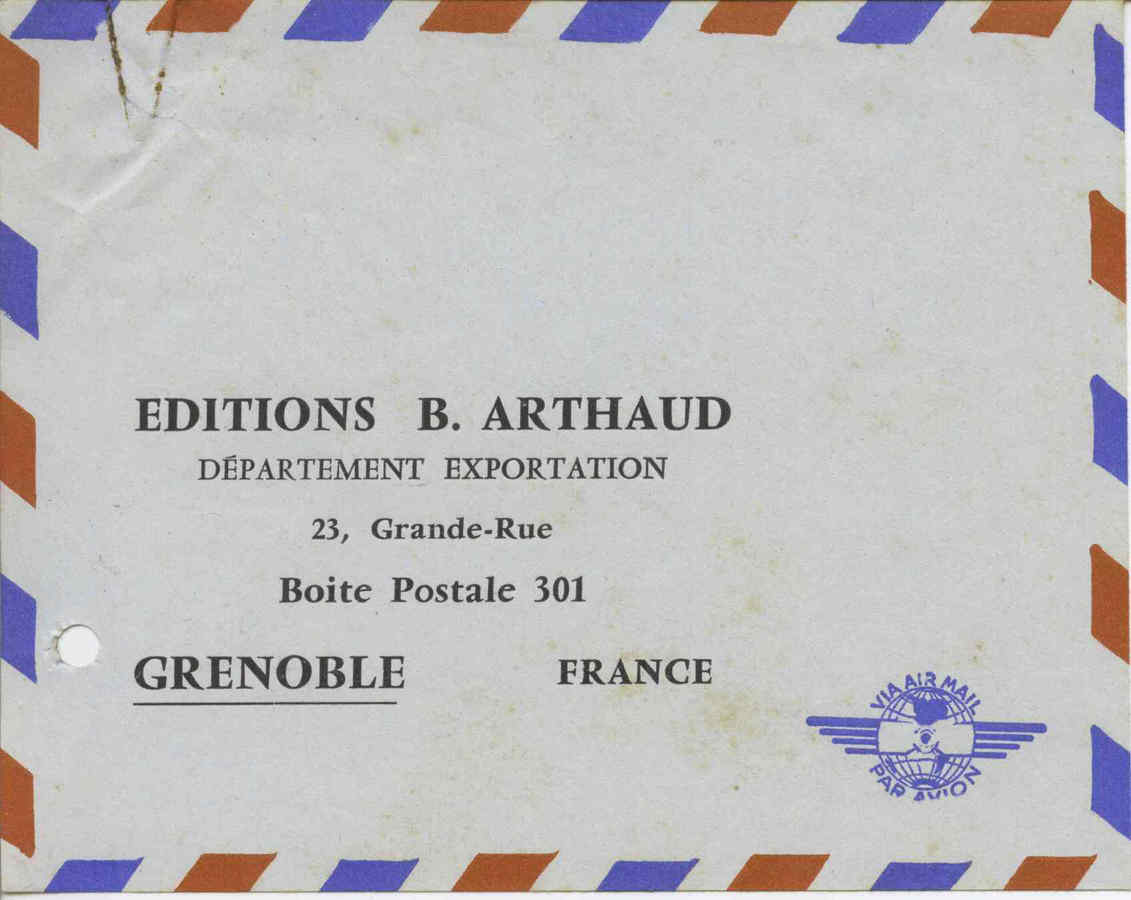 EDITIONS B. ARTHAUD
DÉPARTEMENT EXPORTATION
23, Grande-Rue
Boite Postale 301
GRENOBLE FRANCE
VIA AIR MAIL
PAR AVION